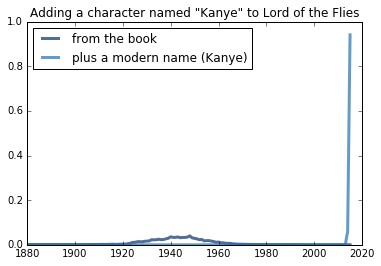 Adding a character named "Kanye" to Lord of the Flies
from the book
plus a modern name (Kanye)
1.0
0.8
0.6
0.4
0.2
0.0
1880 1900 1920 1940 1960 1980 2000 2020